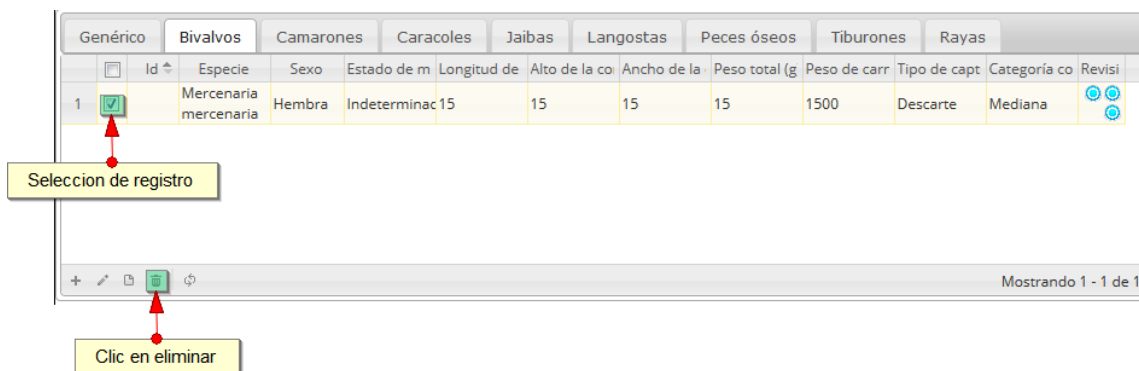 Genérico Bivalvos Camarones Caracoles Jaibas Langostas Peces óseos Tiburones Rayas
Id Especie Sexo Estado de m Longitud de Alto de la co Ancho de la Peso total (g Peso de carr Tipo de capt Categoría co Revisi
1 Mercenaria mercenaria Hembra Indeterminac 15 15 15 15 1500 Descarte Mediana
Seleccion de registro
Mostrando 1 - 1 de 1
Clic en eliminar